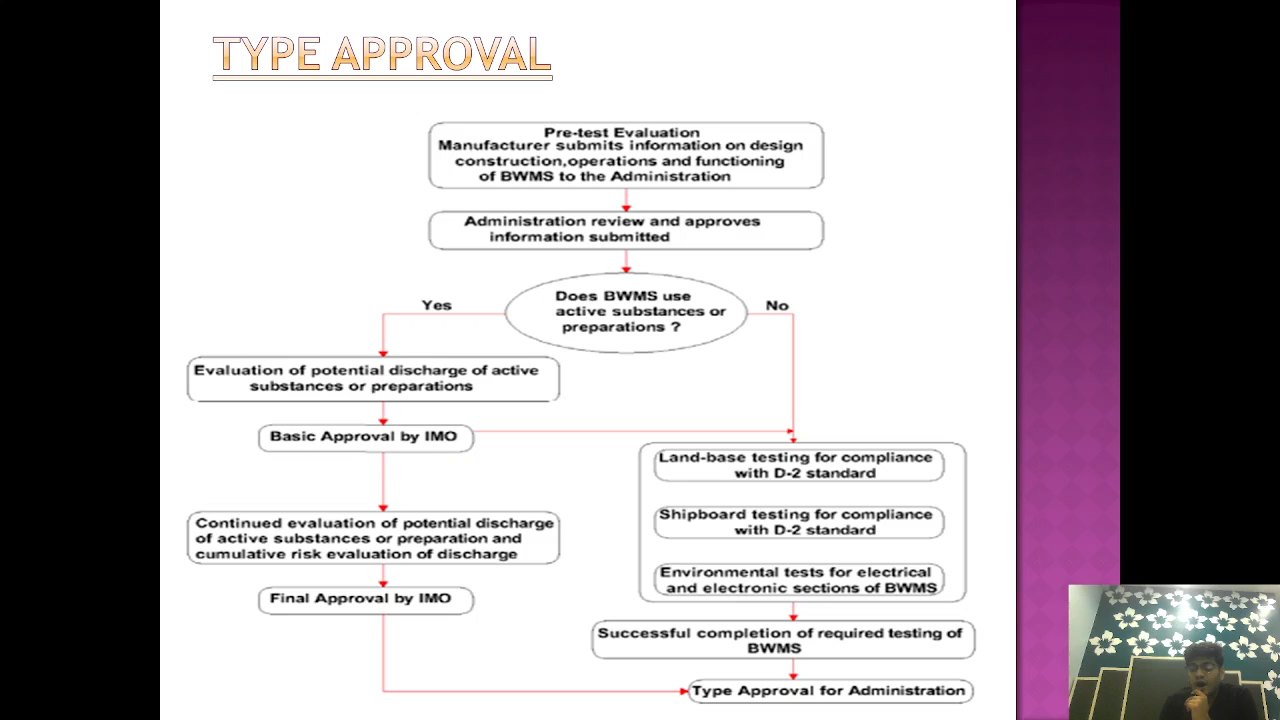 TYPE APPROVAL
Pre-test Evaluation
Manufacturer submits information on design
construction,operations and functioning
of BWMS to the Administration
Administration review and approves
information submitted
Does BWMS use
active substances or
preparations ?
Yes
No
Evaluation of potential discharge of active
substances or preparations
Basic Approval by IMO
Land-base testing for compliance
with D-2 standard
Shipboard testing for compliance
with D-2 standard
Environmental tests for electrical
and electronic sections of BWMS
Continued evaluation of potential discharge
of active substances or preparation and
cumulative risk evaluation of discharge
Final Approval by IMO
Successful completion of required testing of
BWMS
Type Approval for Administration